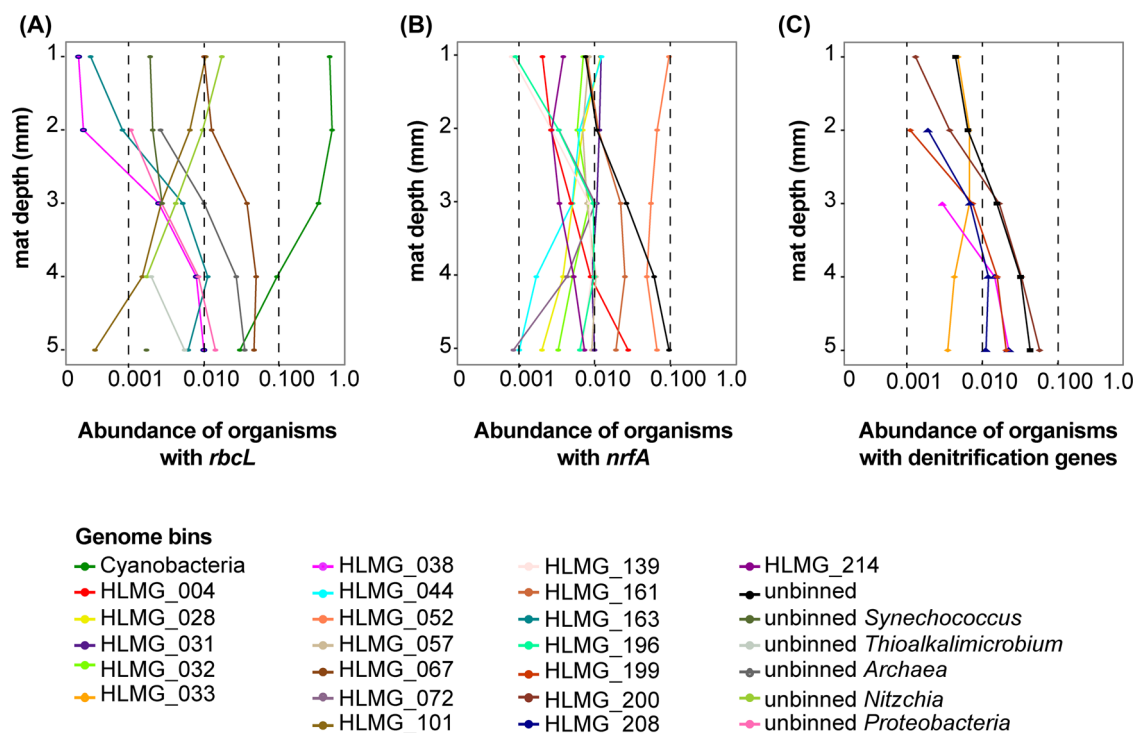 (A)
(B)
(C)
mat depth (mm)
1
2
3
4
5
0
0.001
0.010
0.100
1.0
Abundance of organisms
with rbcL
mat depth (mm)
1
2
3
4
5
0
0.001
0.010
0.100
1.0
Abundance of organisms
with nrfA
mat depth (mm)
1
2
3
4
5
0
0.001
0.010
0.100
1.0
Abundance of organisms
with denitrification genes
Genome bins
Cyanobacteria
HLMG_004
HLMG_028
HLMG_031
HLMG_032
HLMG_033
HLMG_038
HLMG_044
HLMG_052
HLMG_057
HLMG_067
HLMG_072
HLMG_101
HLMG_139
HLMG_161
HLMG_163
HLMG_196
HLMG_199
HLMG_200
HLMG_208
HLMG_214
unbinned
unbinned Synechococcus
unbinned Thioalkalimicrobium
unbinned Archaea
unbinned Nitzchia
unbinned Proteobacteria